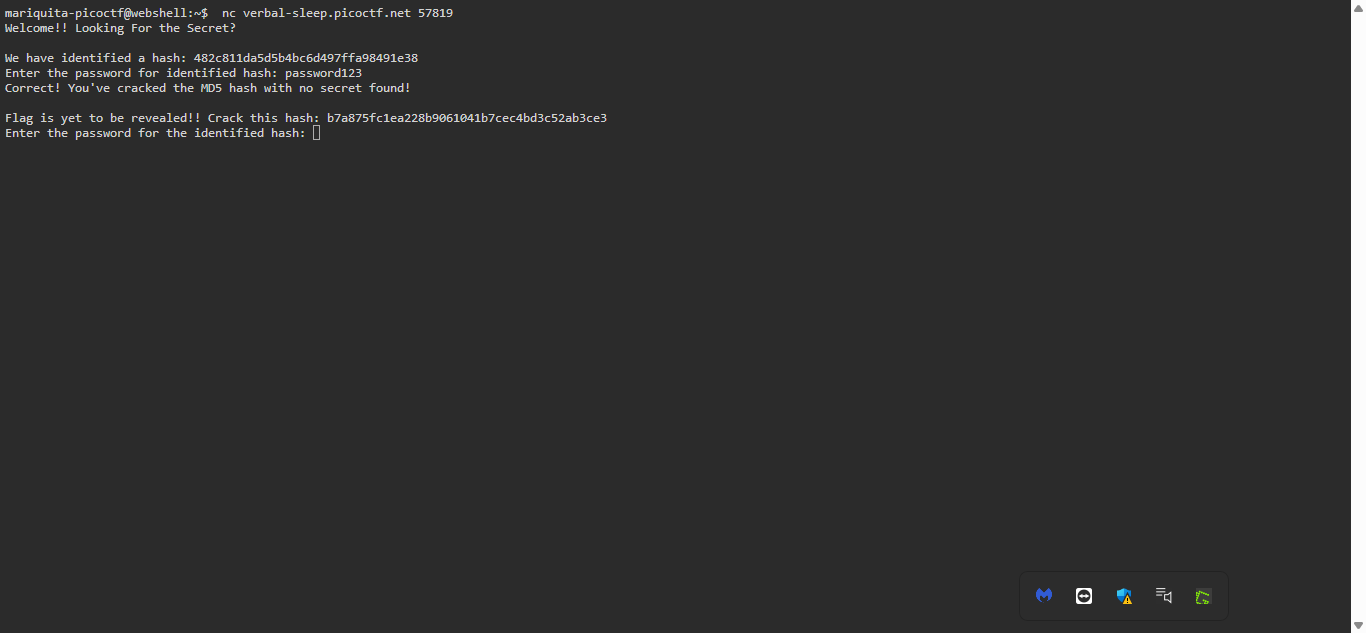 mariquita-picoctf@webshell:~$  nc verbal-sleep.picoctf.net 57819
Welcome!! Looking For the Secret?
We have identified a hash: 482c811da5d5b4bc6d497ffa98491e38
Enter the password for identified hash: password123
Correct! You've cracked the MD5 hash with no secret found!
Flag is yet to be revealed!! Crack this hash: b7a875fc1ea228b9061041b7cec4bd3c52ab3ce3
Enter the password for the identified hash: